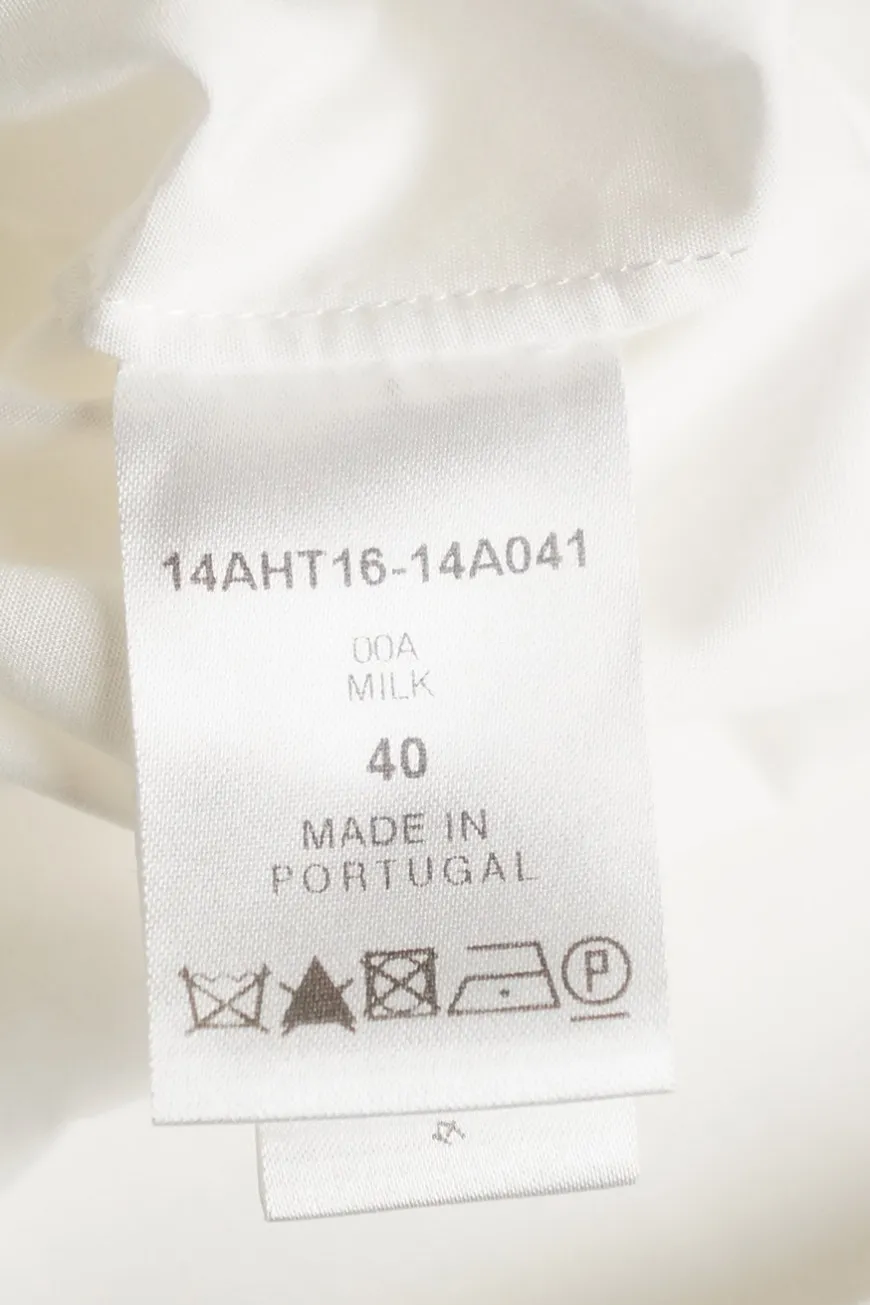 14AHT16-14A041
00A
MILK
40
MADE IN
PORTUGAL
P